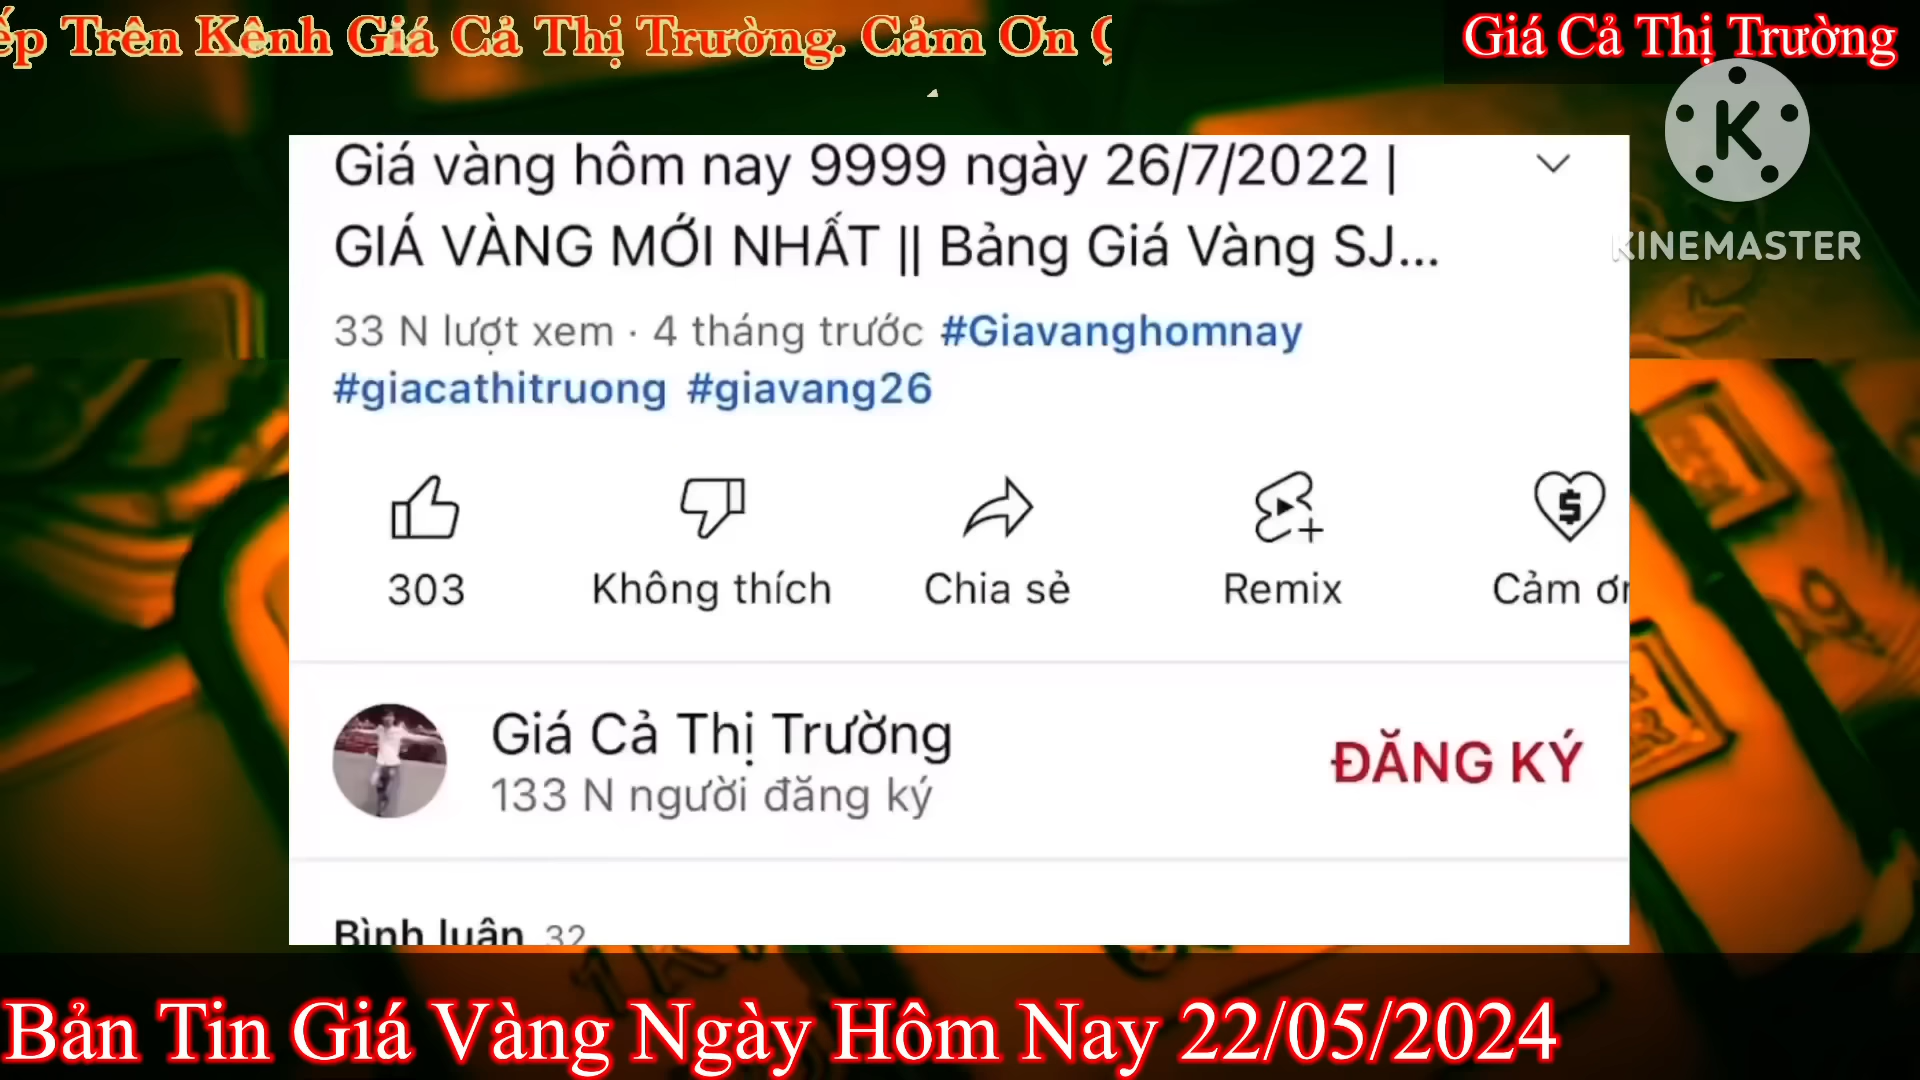 Trên Kênh Giá Cả Thị Trường. Cảm Ơn
Giá Cả Thị Trường
K
KINEMASTER
Giá vàng hôm nay 9999 ngày 26/7/2022 |
GIÁ VÀNG MỚI NHẤT || Bảng Giá Vàng SJ...
33 N lượt xem · 4 tháng trước #Giavanghomnay
#giacathitruong #giavang26
303 Không thích Chia sẻ Remix Cảm ơn
Giá Cả Thị Trường
133 N người đăng ký
ĐĂNG KÝ
Bình luận 32
Bản Tin Giá Vàng Ngày Hôm Nay 22/05/2024